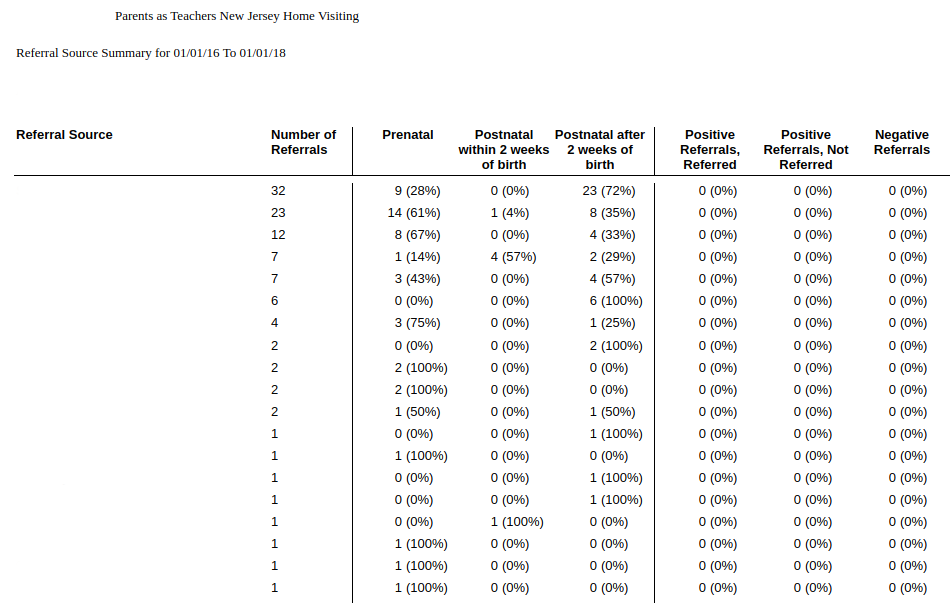 Parents as Teachers New Jersey Home Visiting
Referral Source Summary for 01/01/16 To 01/01/18
Referral Source Number of Prenatal Postnatal Postnatal after Positive Positive Negative
Referrals within 2 weeks 2 weeks of Referrals, Referrals, Not Referrals
of birth birth Referred Referred
32 9 (28%) 0 (0%) 23 (72%) 0 (0%) 0 (0%) 0 (0%)
23 14 (61%) 1 (4%) 8 (35%) 0 (0%) 0 (0%) 0 (0%)
12 8 (67%) 0 (0%) 4 (33%) 0 (0%) 0 (0%) 0 (0%)
7 1 (14%) 4 (57%) 2 (29%) 0 (0%) 0 (0%) 0 (0%)
7 3 (43%) 0 (0%) 4 (57%) 0 (0%) 0 (0%) 0 (0%)
6 0 (0%) 0 (0%) 6 (100%) 0 (0%) 0 (0%) 0 (0%)
4 3 (75%) 0 (0%) 1 (25%) 0 (0%) 0 (0%) 0 (0%)
2 0 (0%) 0 (0%) 2 (100%) 0 (0%) 0 (0%) 0 (0%)
2 2 (100%) 0 (0%) 0 (0%) 0 (0%) 0 (0%) 0 (0%)
2 2 (100%) 0 (0%) 0 (0%) 0 (0%) 0 (0%) 0 (0%)
2 1 (50%) 0 (0%) 1 (50%) 0 (0%) 0 (0%) 0 (0%)
1 0 (0%) 0 (0%) 1 (100%) 0 (0%) 0 (0%) 0 (0%)
1 1 (100%) 0 (0%) 0 (0%) 0 (0%) 0 (0%) 0 (0%)
1 0 (0%) 0 (0%) 1 (100%) 0 (0%) 0 (0%) 0 (0%)
1 0 (0%) 0 (0%) 1 (100%) 0 (0%) 0 (0%) 0 (0%)
1 0 (0%) 1 (100%) 0 (0%) 0 (0%) 0 (0%) 0 (0%)
1 1 (100%) 0 (0%) 0 (0%) 0 (0%) 0 (0%) 0 (0%)
1 1 (100%) 0 (0%) 0 (0%) 0 (0%) 0 (0%) 0 (0%)
1 1 (100%) 0 (0%) 0 (0%) 0 (0%) 0 (0%) 0 (0%)